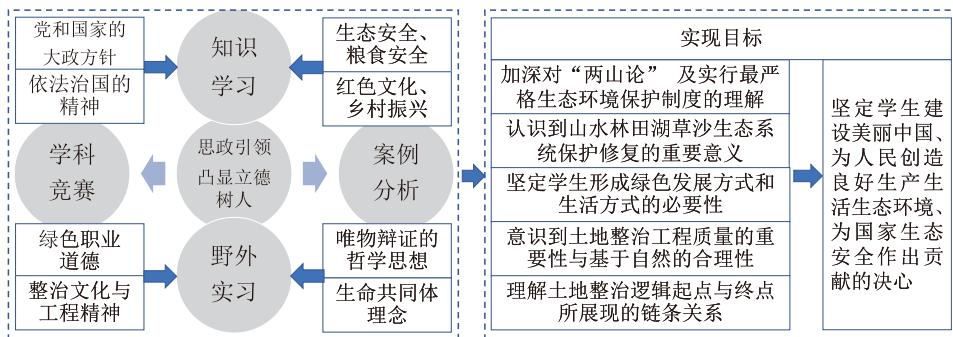 党和国家的
大政方针
依法治国的
精神
知识
学习
生态安全、
粮食安全
红色文化、
乡村振兴
学科
竞赛
思政引领
凸显立德
树人
案例
分析
绿色职业
道德
整治文化与
工程精神
野外
实习
唯物辩证的
哲学思想
生命共同体
理念
实现目标
加深对“两山论” 及实行最严
格生态环境保护制度的理解
认识到山水林田湖草沙生态系
统保护修复的重要意义
坚定学生形成绿色发展方式和
生活方式的必要性
意识到土地整治工程质量的重
要性与基于自然的合理性
理解土地整治逻辑起点与终点
所展现的链条关系
坚定学生建
设美丽中国、
为人民创造
良好生产生
活生态环境、
为国家生态
安全作出贡
献的决心